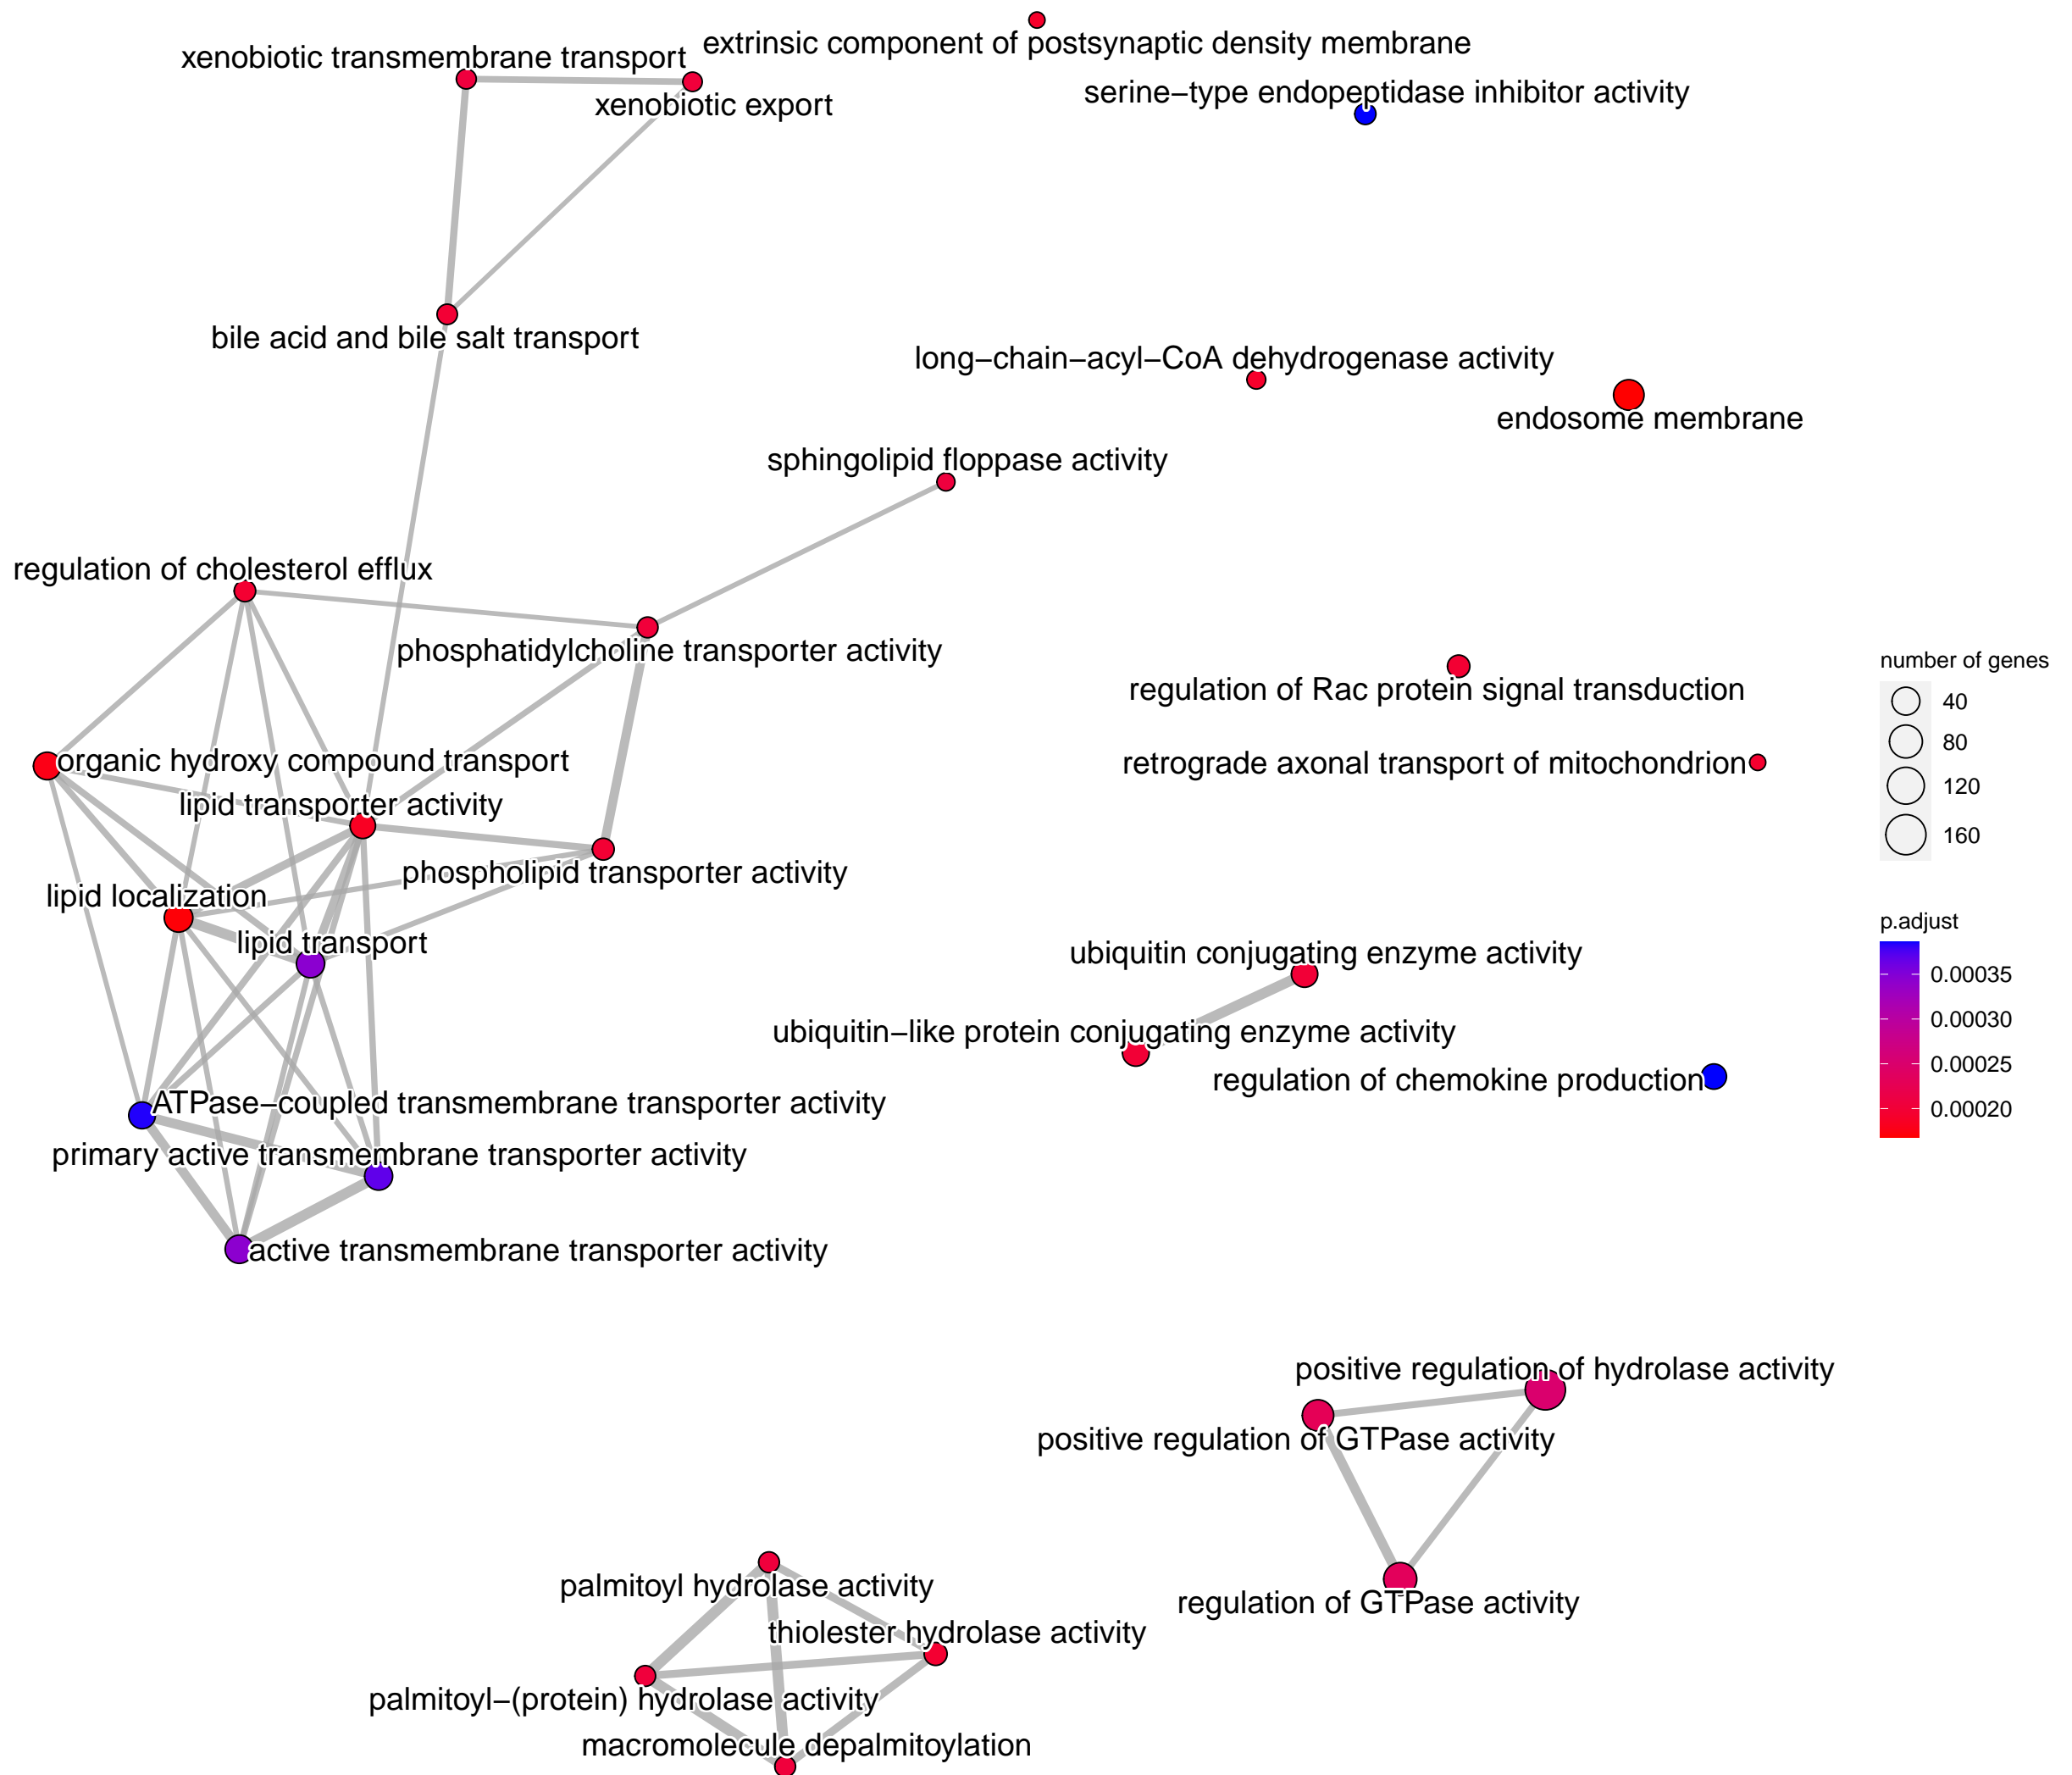 extrinsic component of postsynaptic density membrane
xenobiotic transmembrane transport
serine−type endopeptidase inhibitor activity
xenobiotic export
bile acid and bile salt transport
long−chain−acyl−CoA dehydrogenase activity
endosome membrane
sphingolipid floppase activity
regulation of cholesterol efflux
phosphatidylcholine transporter activity
regulation of Rac protein signal transduction
organic hydroxy compound transport
retrograde axonal transport of mitochondrion
lipid transporter activity
phospholipid transporter activity
lipid localization
lipid transport
ubiquitin conjugating enzyme activity
ubiquitin−like protein conjugating enzyme activity
regulation of chemokine production
ATPase−coupled transmembrane transporter activity
primary active transmembrane transporter activity
active transmembrane transporter activity
positive regulation of hydrolase activity
positive regulation of GTPase activity
palmitoyl hydrolase activity
regulation of GTPase activity
thiolester hydrolase activity
palmitoyl−(protein) hydrolase activity
macromolecule depalmitoylation
number of genes
40
80
120
160
p.adjust
0.00035
0.00030
0.00025
0.00020